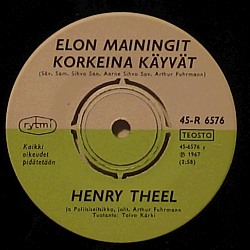 ELON MAININGIT
KORKEINA KÄYVÄT
(Säv. Sam. Sihvo San. Aarne Sihvo Sov. Arthur Fuhrmann)
rytmi
45-R 6576
TEOSTO
Kaikki
oikeudet
pidätetään
45-6576 y
℗ 1967
(2:58)
HENRY THEEL
ja Poliisiseitsikko, joht. Arthur Fuhrmann
Tuotanto: Toivo Kärki